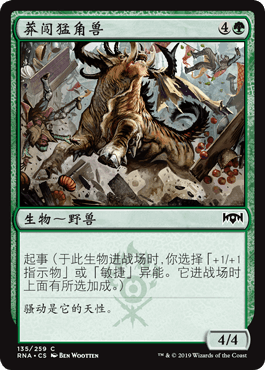 莽闯猛角兽 4
生物～野兽
起事（于此生物进战场时，你选择「+1/+1
指示物」或「敏捷」异能。它进战场时
上面有所选加成。）
骚动是它的天性。
4/4
135/259 C
RNA • CS BEN WOOTTEN
™ & © 2019 Wizards of the Coast